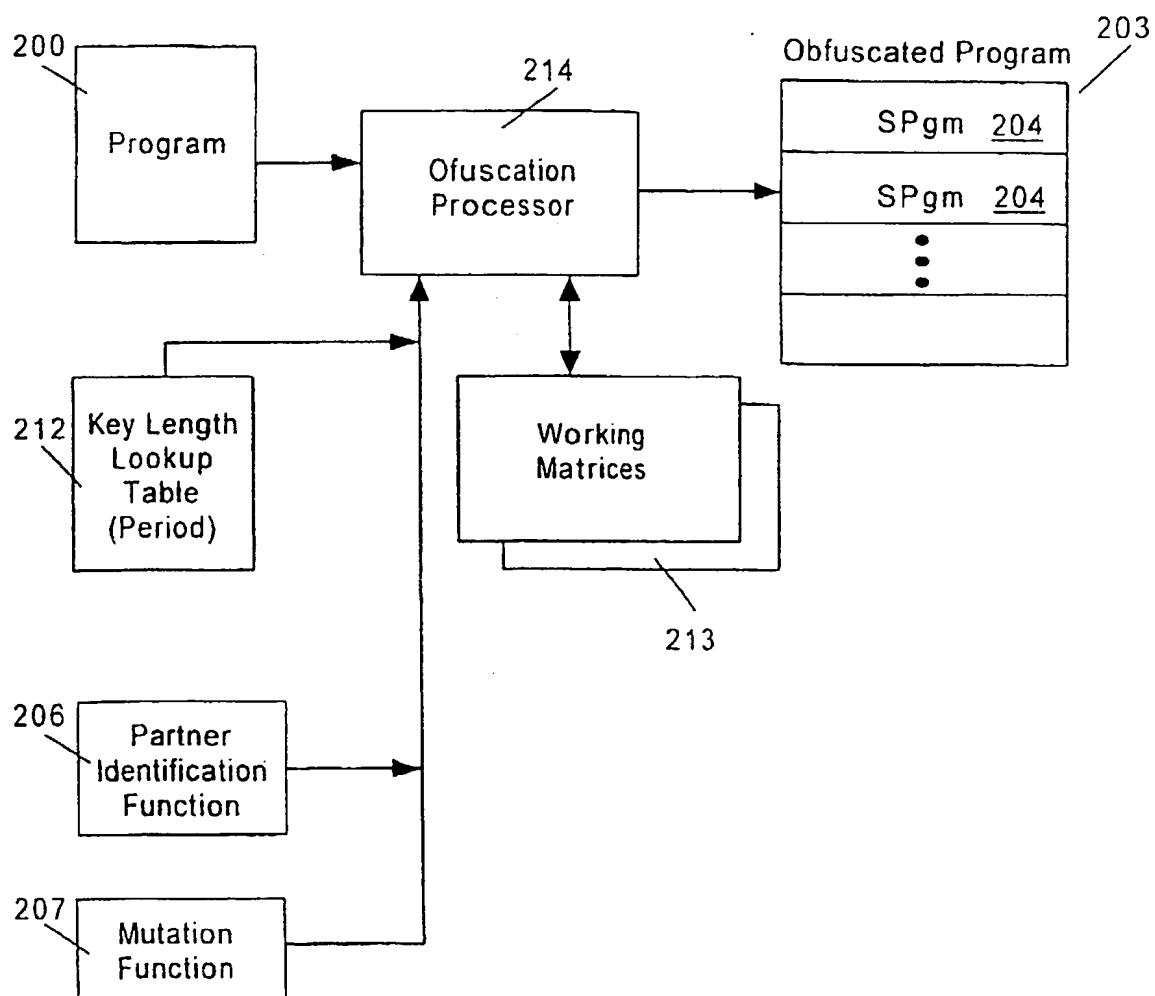 200
Program
214
Ofuscation
Processor
203
Obfuscated Program
SPgm 204
SPgm 204
212
Key Length
Lookup
Table
(Period)
Working
Matrices
213
206
Partner
Identification
Function
207
Mutation
Function